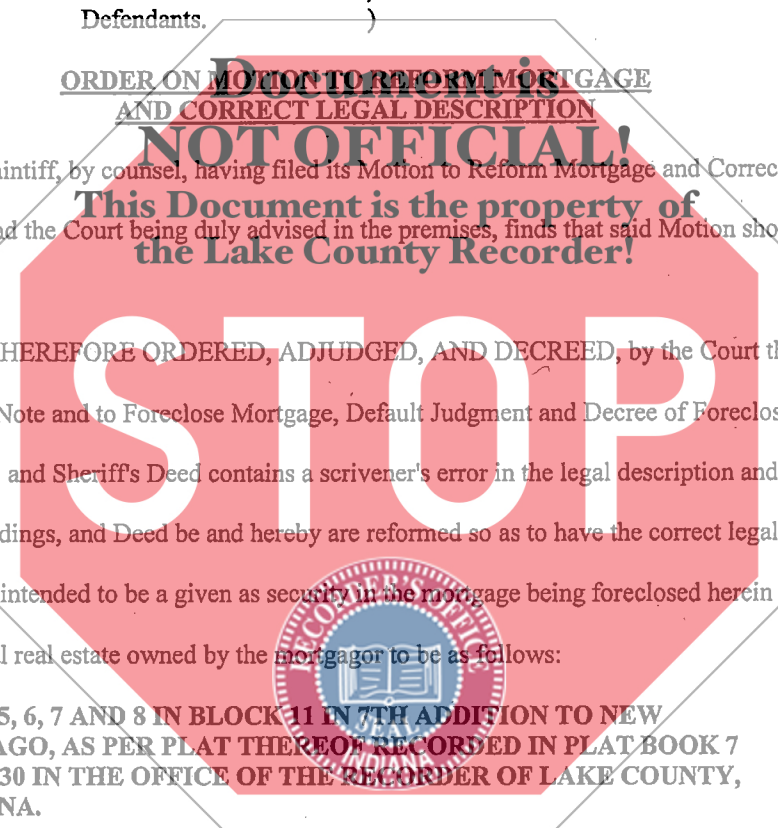 Defendants. )
Document is
ORDER ON MOTION TO REFORM MORTGAGE
AND CORRECT LEGAL DESCRIPTION
NOT OFFICIAL!
aintiff, by counsel, having filed its Motion to Reform Mortgage and Correc
This Document is the property of
nd the Court being duly advised in the premises, finds that said Motion sho
the Lake County Recorder!
HEREFORE ORDERED, ADJUDGED, AND DECREED, by the Court th
STOP
Note and to Foreclose Mortgage, Default Judgment and Decree of Foreclos
and Sheriff's Deed contains a scrivener's error in the legal description and
dings, and Deed be and hereby are reformed so as to have the correct legal
intended to be a given as security in the mortgage being foreclosed herein
l real estate owned by the mortgagor to be as follows:
RECORDER'S OFFICE
SEAL
INDIANA
5, 6, 7 AND 8 IN BLOCK 11 IN 7TH ADDITION TO NEW
AGO, AS PER PLAT THEREOF RECORDED IN PLAT BOOK 7
30 IN THE OFFICE OF THE RECORDER OF LAKE COUNTY,
NA.